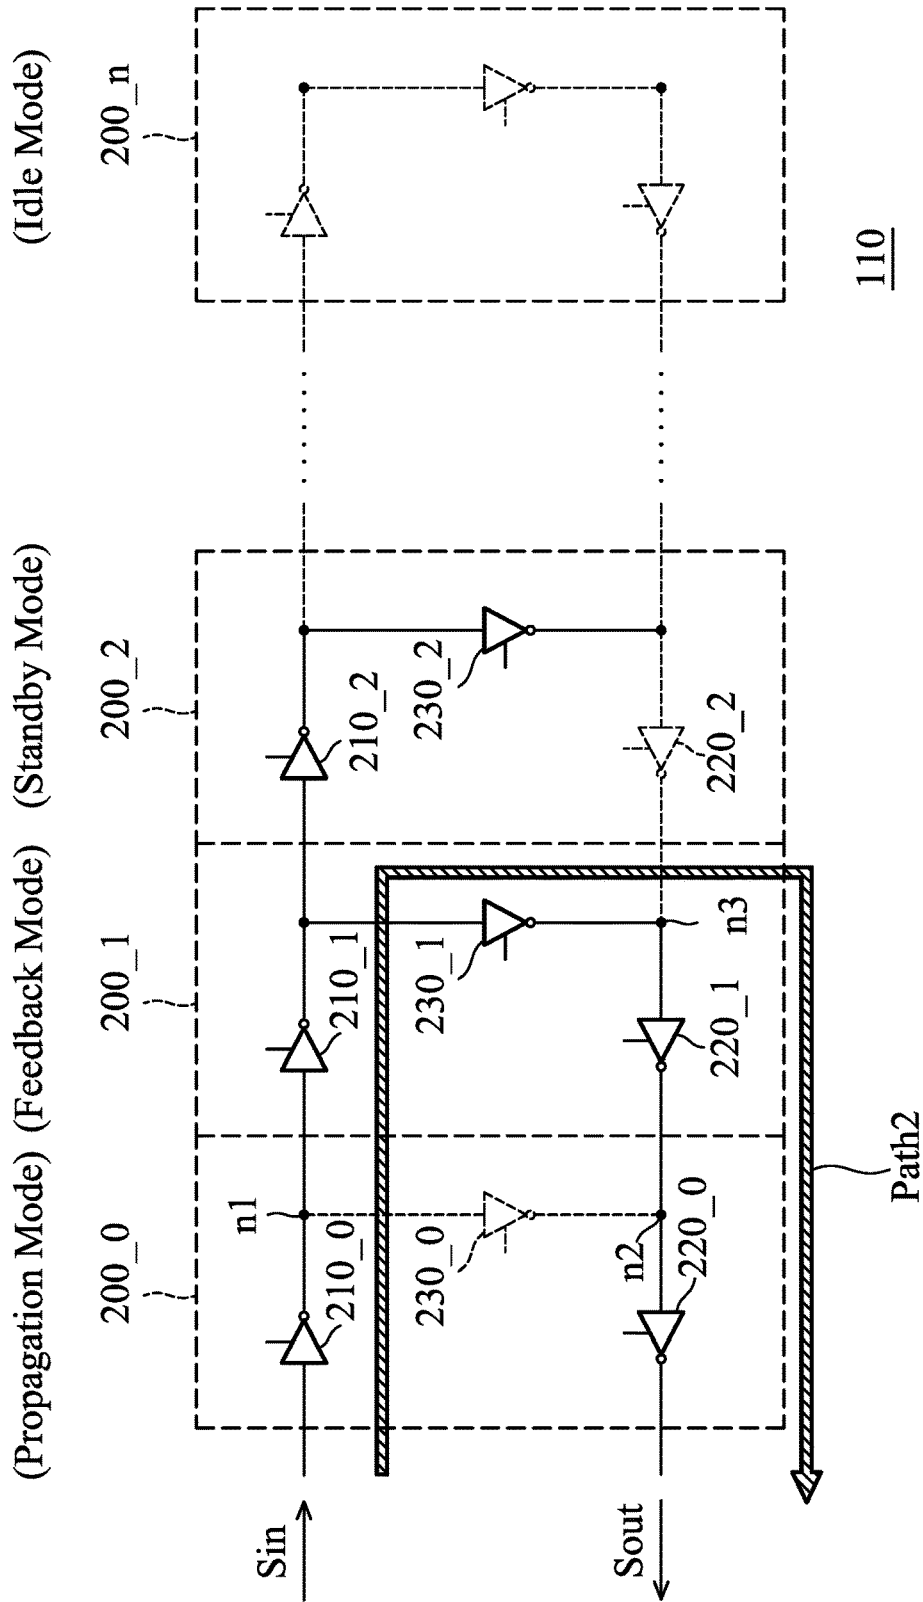 (Propagation Mode) (Feedback Mode) (Standby Mode) (Idle Mode)
200_0 200_1 200_2 200_n
Sin
n1
210_0
210_1
210_2
230_0
230_1
230_2
n2
n3
220_0
220_1
220_2
Sout
Path2
110